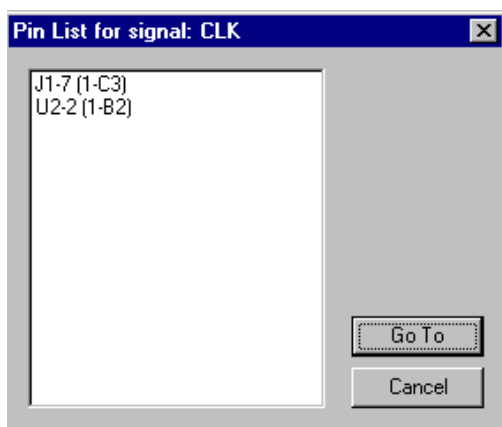 Pin List for signal: CLK
J1-7 (1-C3)
U2-2 (1-B2)
Go To
Cancel